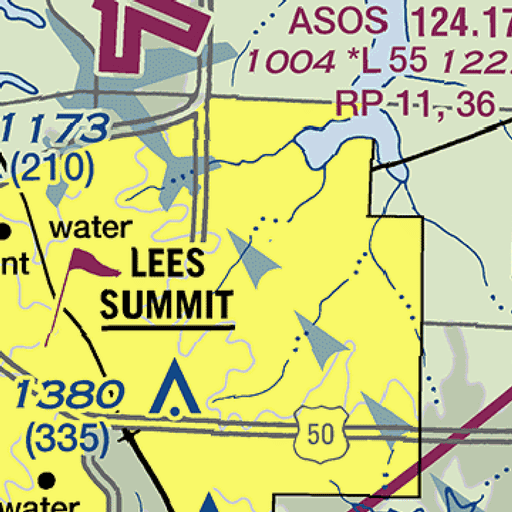 ASOS 124.17
1004 *L 55 122.
RP 11, 36
1173
(210)
water
nt
LEES
SUMMIT
1380
(335)
50
water